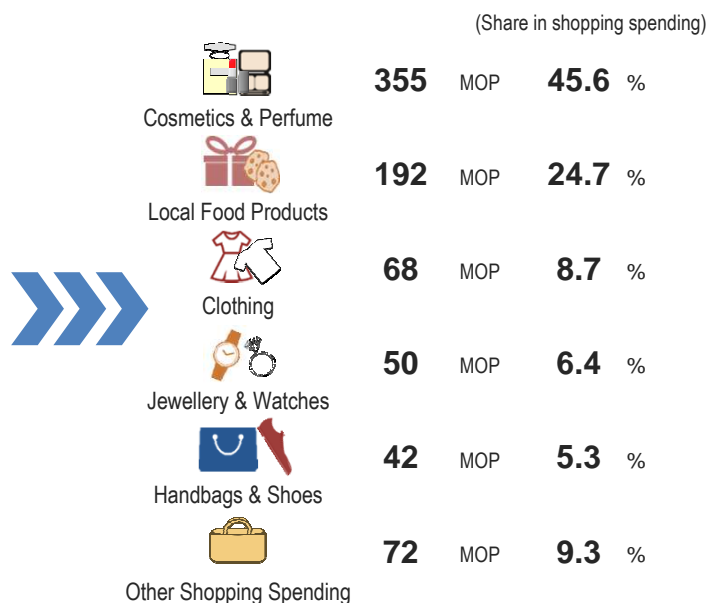 (Share in shopping spending)
355 MOP 45.6 %
Cosmetics & Perfume
192 MOP 24.7 %
Local Food Products
68 MOP 8.7 %
Clothing
50 MOP 6.4 %
Jewellery & Watches
42 MOP 5.3 %
Handbags & Shoes
72 MOP 9.3 %
Other Shopping Spending